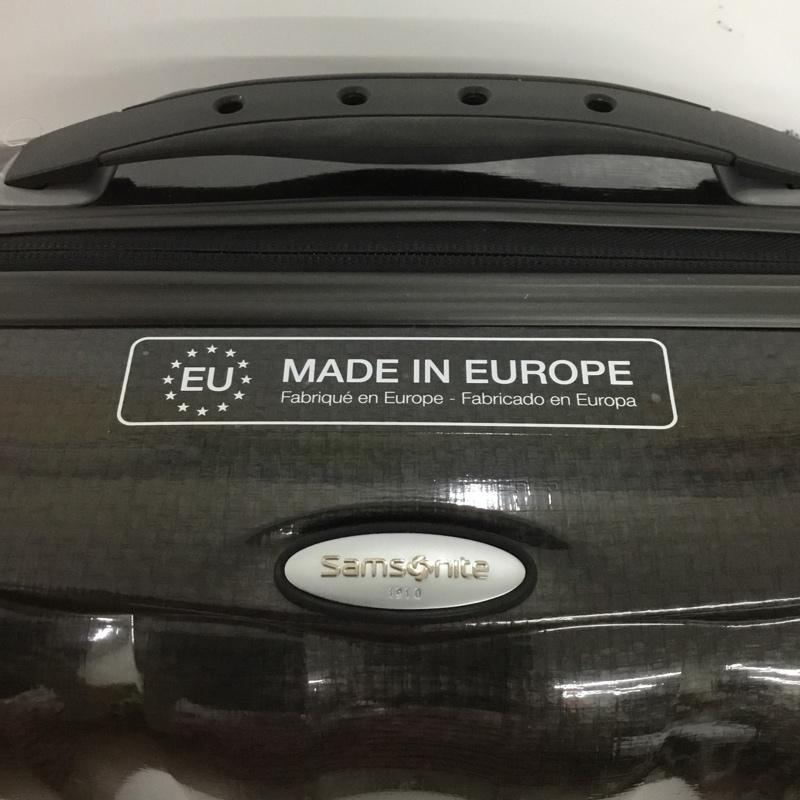 EU
MADE IN EUROPE
Fabriqué en Europe - Fabricado en Europa
Samsonite
1910